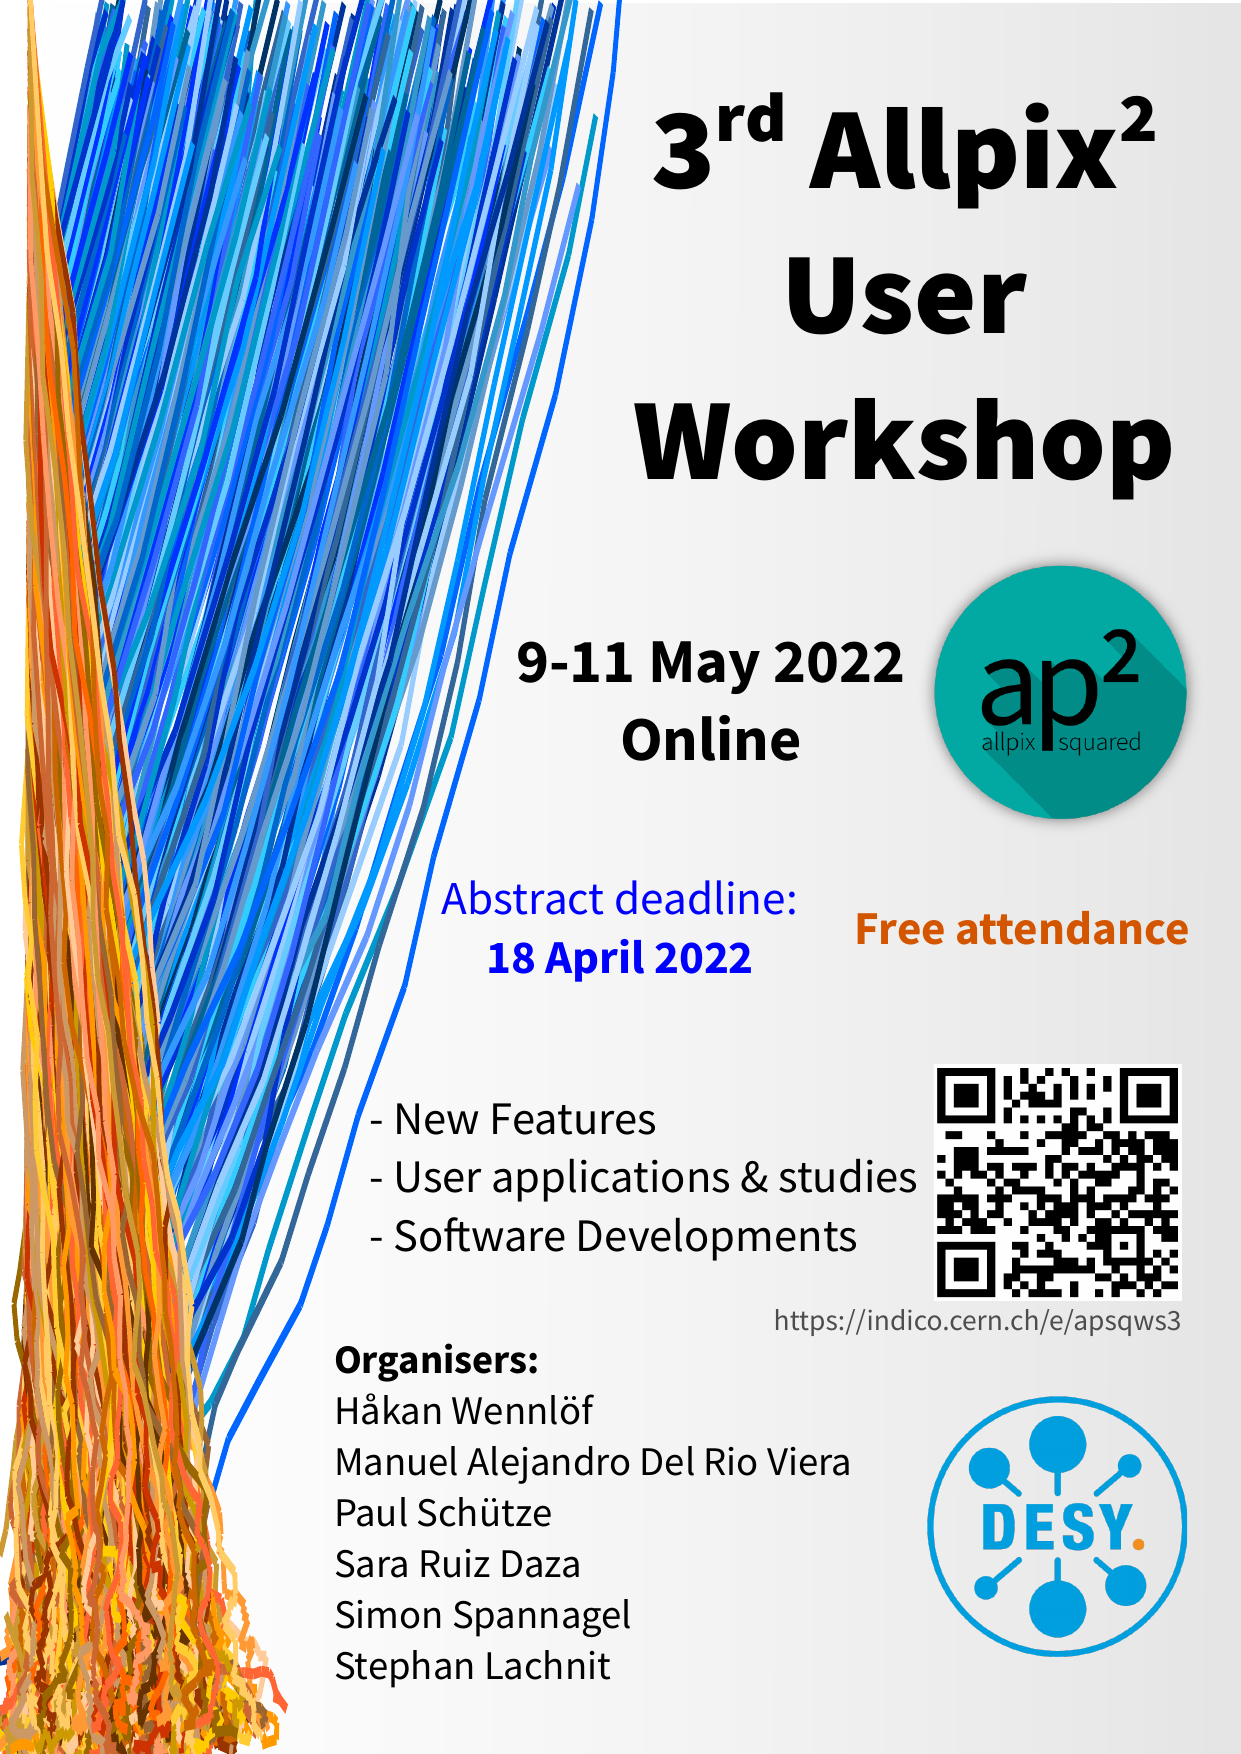 3rd Allpix²
User
Workshop
9-11 May 2022
Online
ap²
allpix squared
Abstract deadline:
18 April 2022
Free attendance
- New Features
- User applications & studies
- Software Developments
https://indico.cern.ch/e/apsqws3
Organisers:
Håkan Wennlöf
Manuel Alejandro Del Rio Viera
Paul Schütze
Sara Ruiz Daza
Simon Spannagel
Stephan Lachnit
DESY.